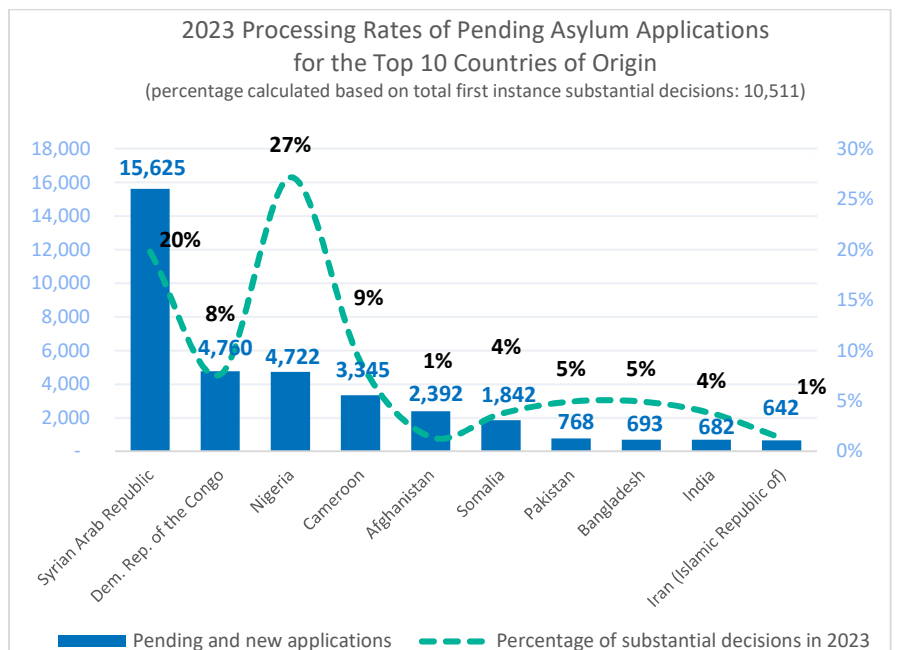 2023 Processing Rates of Pending Asylum Applications
for the Top 10 Countries of Origin
(percentage calculated based on total first instance substantial decisions: 10,511)
18,000
16,000
14,000
12,000
10,000
8,000
6,000
4,000
2,000
-
30%
25%
20%
15%
10%
5%
0%
15,625
4,760
4,722
3,345
2,392
1,842
768
693
682
642
20%
8%
27%
9%
1%
4%
5%
5%
4%
1%
Syrian Arab Republic
Dem. Rep. of the Congo
Nigeria
Cameroon
Afghanistan
Somalia
Pakistan
Bangladesh
India
Iran (Islamic Republic of)
Pending and new applications
Percentage of substantial decisions in 2023